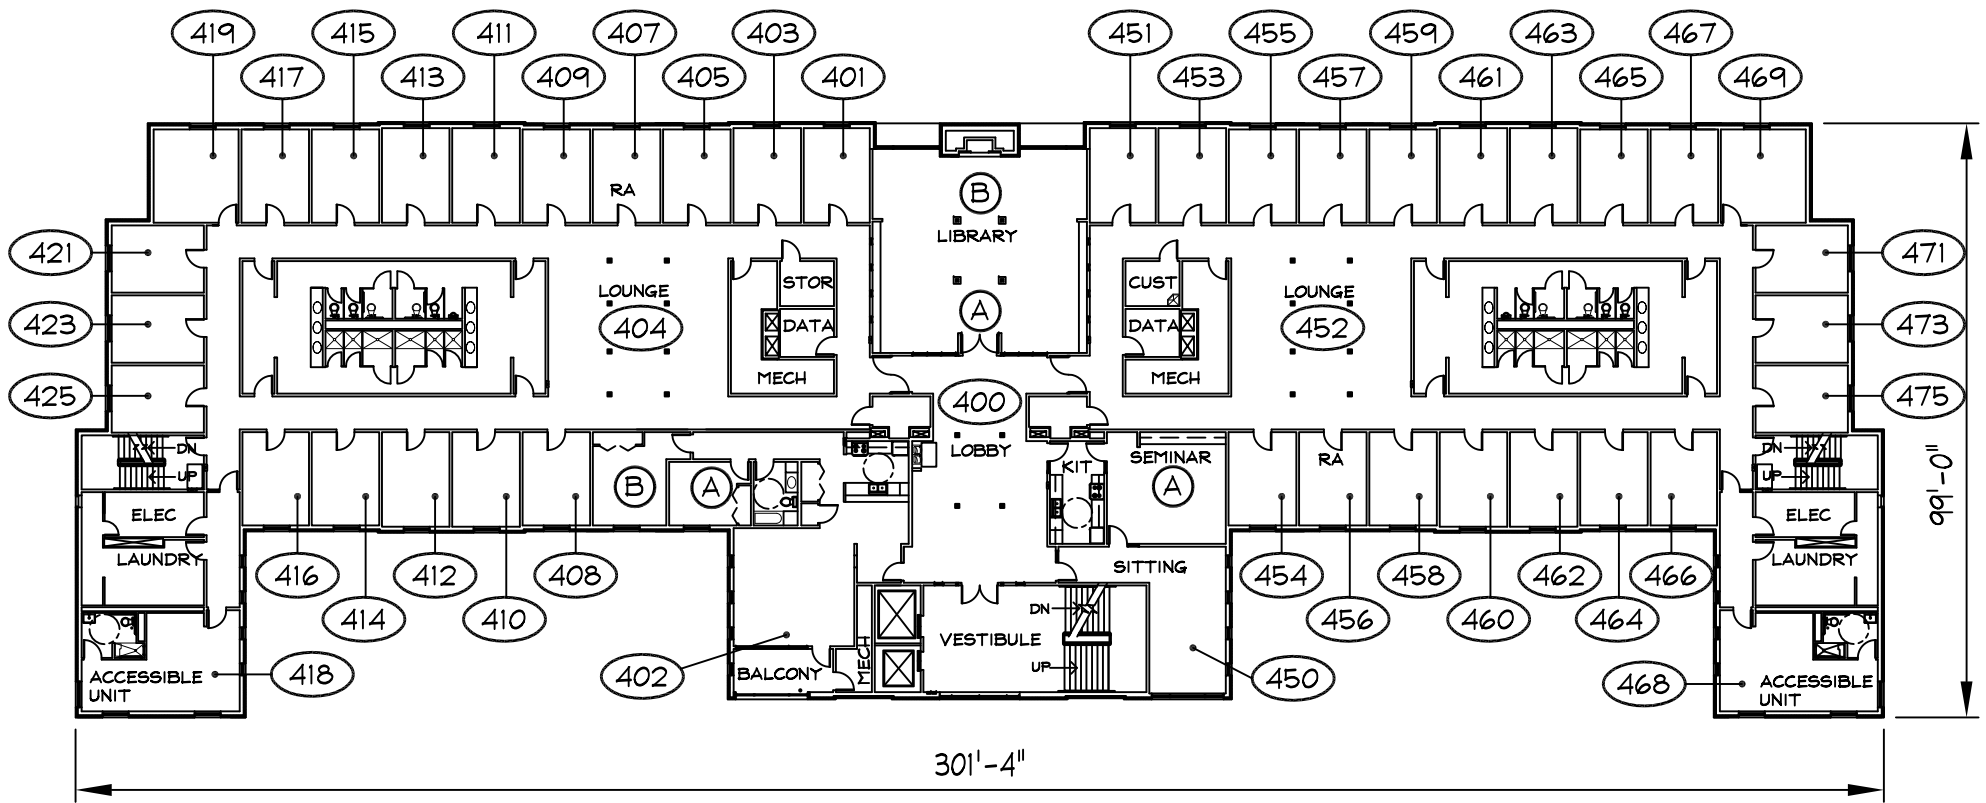 419 415 411 407 403 451 455 459 463 467
417 413 409 405 401 453 457 461 465 469
RA
B
LIBRARY
421 471
STOR CUST
LOUNGE LOUNGE
A
423 404 DATA DATA 452 473
MECH MECH
425 400 475
DN LOBBY SEMINAR RA DN
KIT
UP B A A UP
ELEC ELEC
LAUNDRY SITTING LAUNDRY
416 412 408 454 458 462 466
DN
414 410 456 460 464
VESTIBULE
MECH
UP
418 402 BALCONY 450 468
ACCESSIBLE ACCESSIBLE
UNIT UNIT
99'-0"
301'-4"